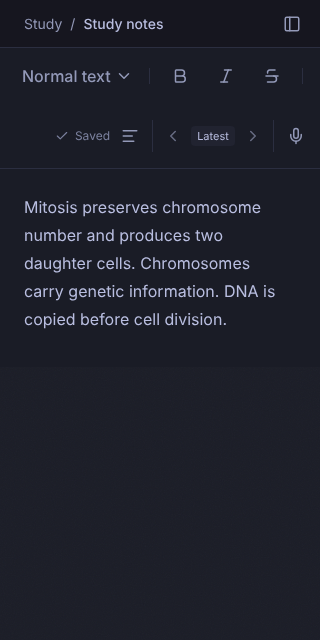 Study / Study notes
Normal text
Saved
Latest
Mitosis preserves chromosome
number and produces two
daughter cells. Chromosomes
carry genetic information. DNA is
copied before cell division.